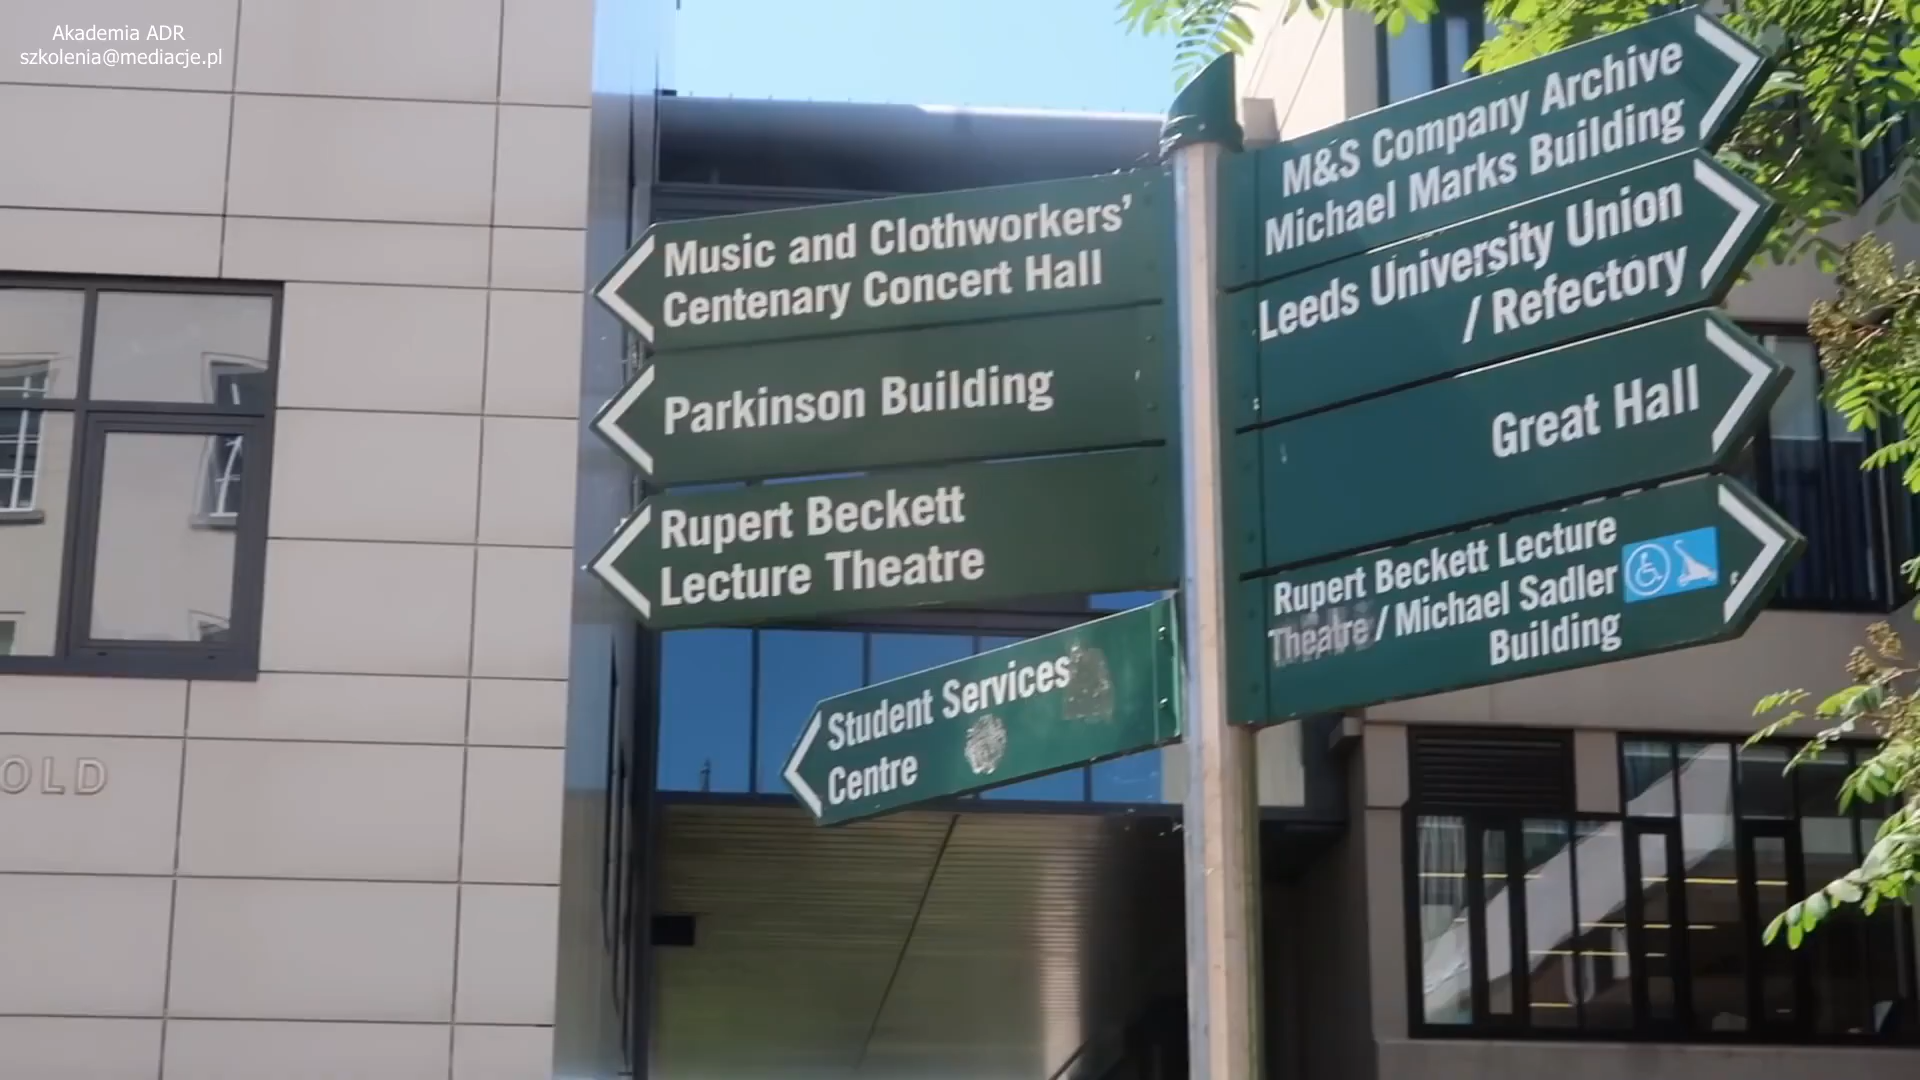 Akademia ADR
szkolenia@mediacje.pl
Music and Clothworkers'
Centenary Concert Hall
Parkinson Building
Rupert Beckett
Lecture Theatre
Student Services
Centre
M&S Company Archive
Michael Marks Building
Leeds University Union
/ Refectory
Great Hall
Rupert Beckett Lecture
Theatre / Michael Sadler
Building
OLD